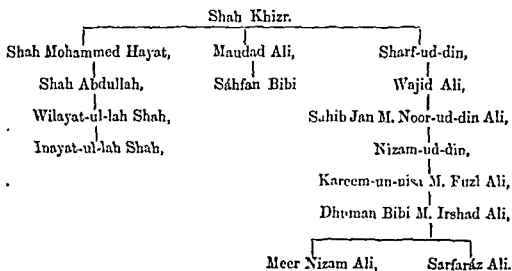 Shah Khizr.
Shah Mohammed Hayat, Maudad Ali, Sharf-ud-din,
Shah Abdullah, Sáhfan Bibi Wajid Ali,
Wilayat-ul-lah Shah, Sahib Jan M. Noor-ud-din Ali,
Inayat-ul-lah Shah, Nizam-ud-din,
Kareem-un-nisa M. Fuzl Ali,
Dhuman Bibi M. Irshad Ali,
Meer Nizam Ali, Sarfaráz Ali.